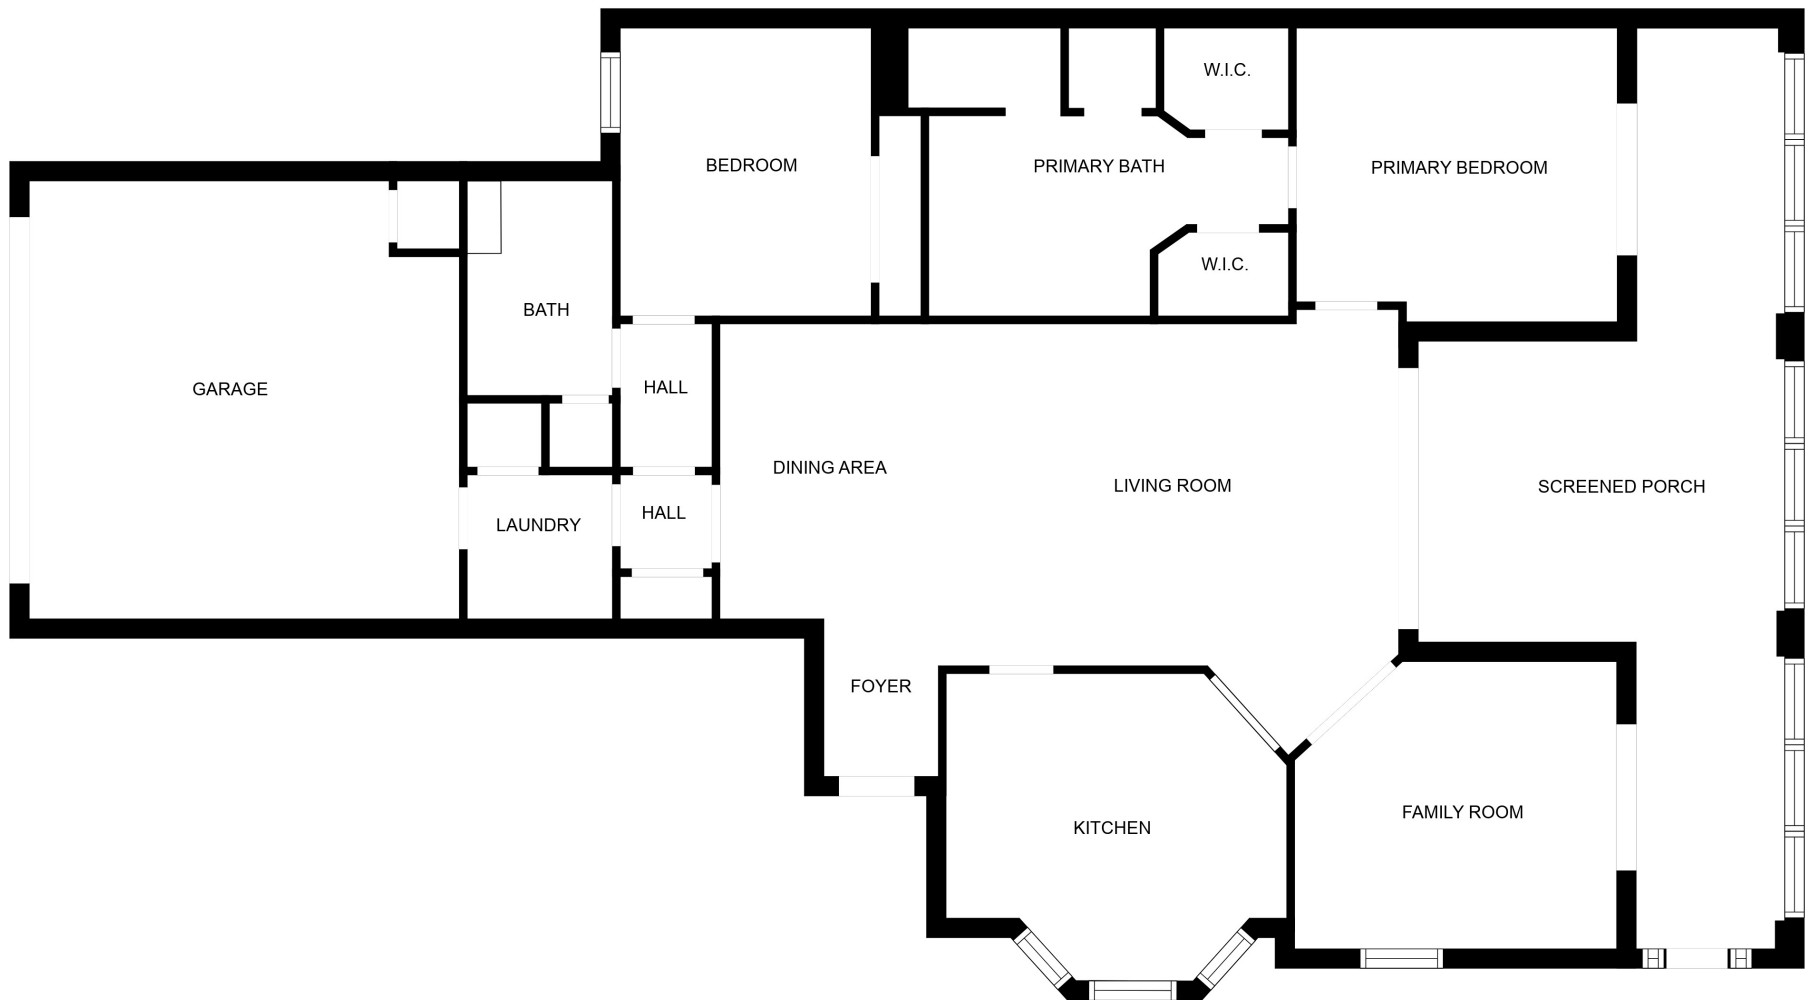 W.I.C.
BEDROOM
PRIMARY BATH
PRIMARY BEDROOM
W.I.C.
BATH
GARAGE
HALL
DINING AREA
LIVING ROOM
SCREENED PORCH
HALL
LAUNDRY
FOYER
FAMILY ROOM
KITCHEN